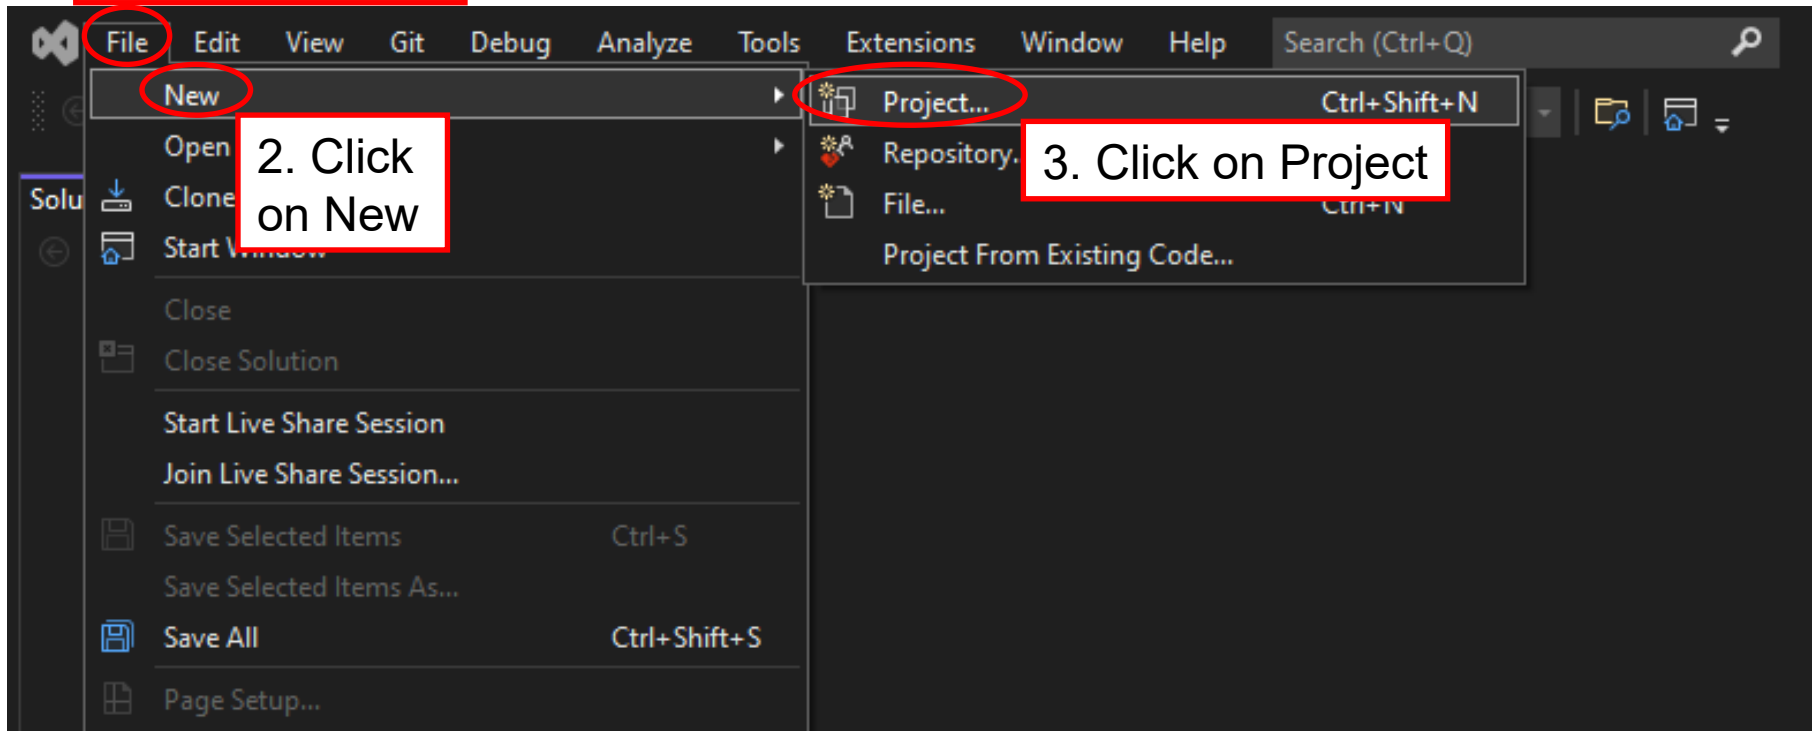 File Edit View Git Debug Analyze Tools Extensions Window Help Search (Ctrl+Q)
New
Project... Ctrl+Shift+N
Open
2. Click
on New
Repository..
3. Click on Project
Solu
Clone
File... Ctrl+N
Start Window
Project From Existing Code...
Close
Close Solution
Start Live Share Session
Join Live Share Session...
Save Selected Items Ctrl+S
Save Selected Items As...
Save All Ctrl+Shift+S
Page Setup...